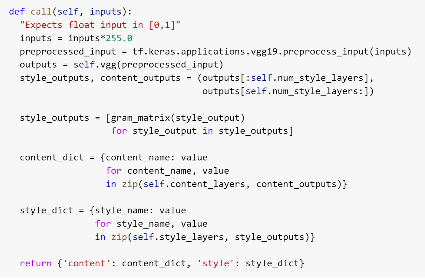 def call(self, inputs):
  "Expects float input in [0,1]"
  inputs = inputs*255.0
  preprocessed_input = tf.keras.applications.vgg19.preprocess_input(inputs)
  outputs = self.vgg(preprocessed_input)
  style_outputs, content_outputs = (outputs[:self.num_style_layers],
                                    outputs[self.num_style_layers:])

  style_outputs = [gram_matrix(style_output)
                   for style_output in style_outputs]

  content_dict = {content_name: value
                  for content_name, value
                  in zip(self.content_layers, content_outputs)}

  style_dict = {style_name: value
                for style_name, value
                in zip(self.style_layers, style_outputs)}

  return {'content': content_dict, 'style': style_dict}